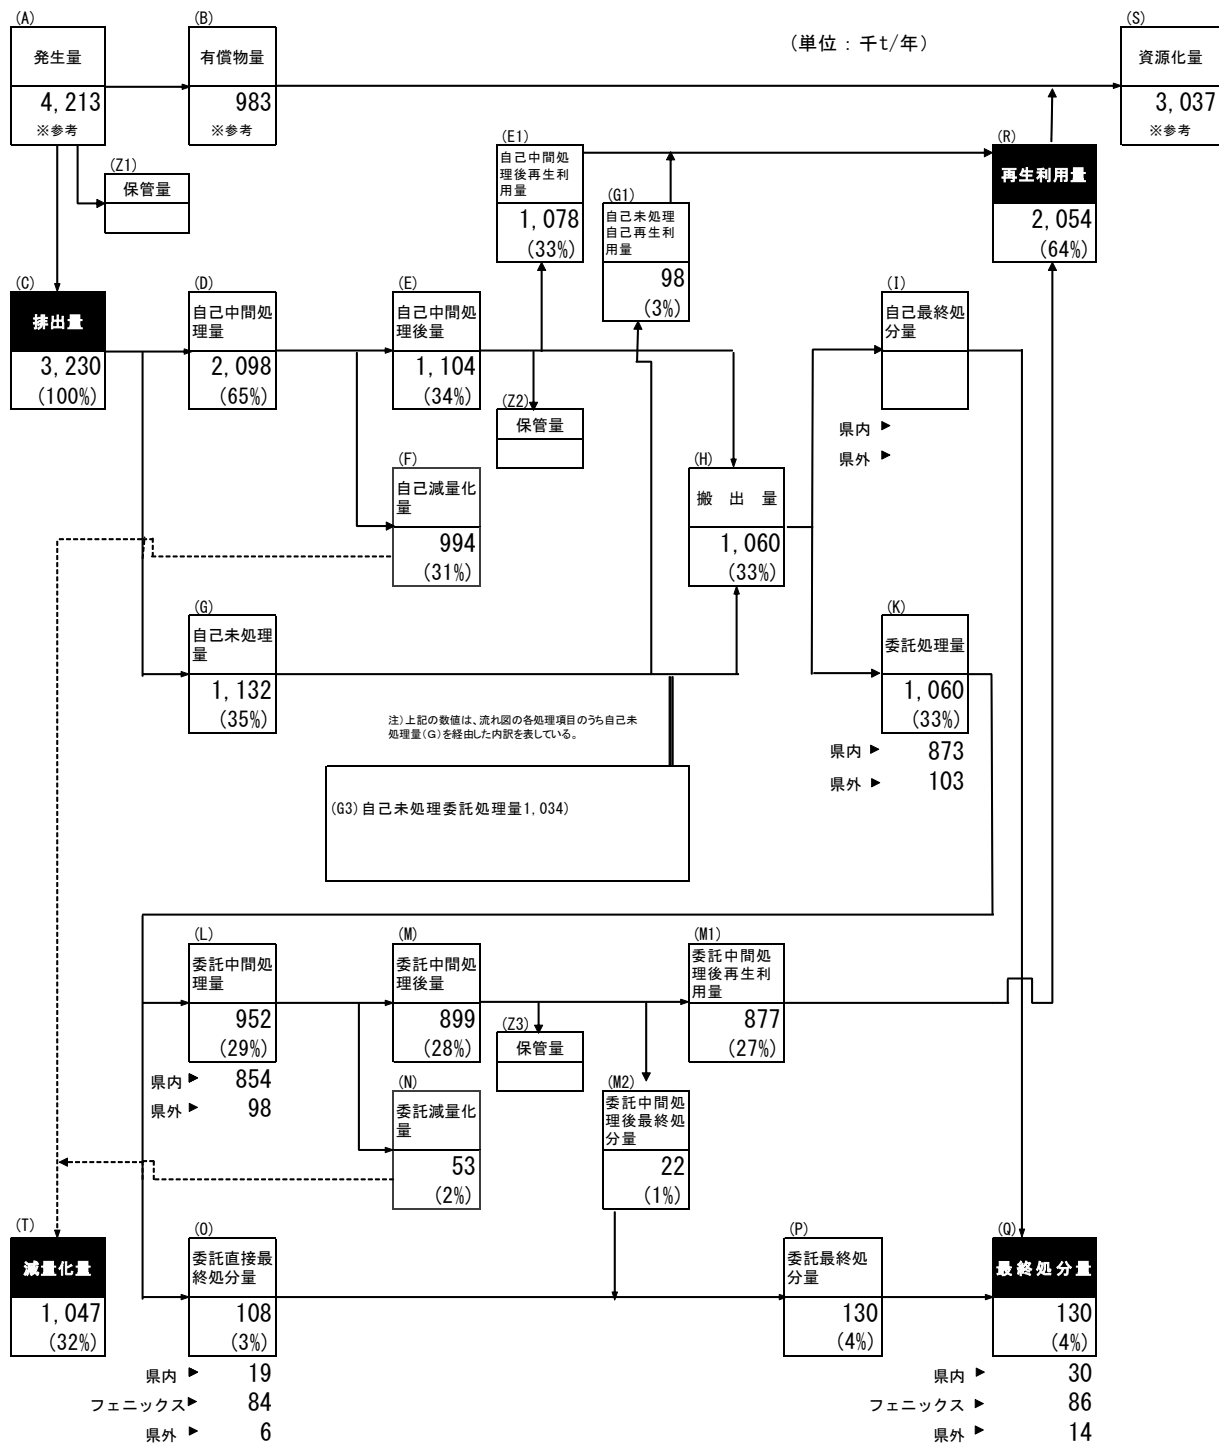 (A)
発生量
4,213
※参考
(B)
有償物量
983
※参考
(単位：千t/年)
(S)
資源化量
3,037
※参考
(Z1)
保管量
(E1)
自己中間処
理後再生利
用量
1,078
(33%)
(G1)
自己未処理
自己再生利
用量
98
(3%)
(R)
再生利用量
2,054
(64%)
(C)
排出量
3,230
(100%)
(D)
自己中間処
理量
2,098
(65%)
(E)
自己中間処
理後量
1,104
(34%)
(Z2)
保管量
(I)
自己最終処
分量
県内 ▶
県外 ▶
(F)
自己減量化
量
994
(31%)
(H)
搬 出 量
1,060
(33%)
(G)
自己未処理
量
1,132
(35%)
(K)
委託処理量
1,060
(33%)
県内 ▶ 873
県外 ▶ 103
注）上記の数値は、流れ図の各処理項目のうち自己未
処理量(G)を経由した内訳を表している。
(G3)自己未処理委託処理量1,034)
(L)
委託中間処
理量
952
(29%)
県内 ▶ 854
県外 ▶ 98
(M)
委託中間処
理後量
899
(28%)
(Z3)
保管量
(M1)
委託中間処
理後再生利
用量
877
(27%)
(N)
委託減量化
量
53
(2%)
(M2)
委託中間処
理後最終処
分量
22
(1%)
(T)
減量化量
1,047
(32%)
(O)
委託直接最
終処分量
108
(3%)
県内 ▶ 19
フェニックス▶ 84
県外 ▶ 6
(P)
委託最終処
分量
130
(4%)
(Q)
最終処分量
130
(4%)
県内 ▶ 30
フェニックス ▶ 86
県外 ▶ 14